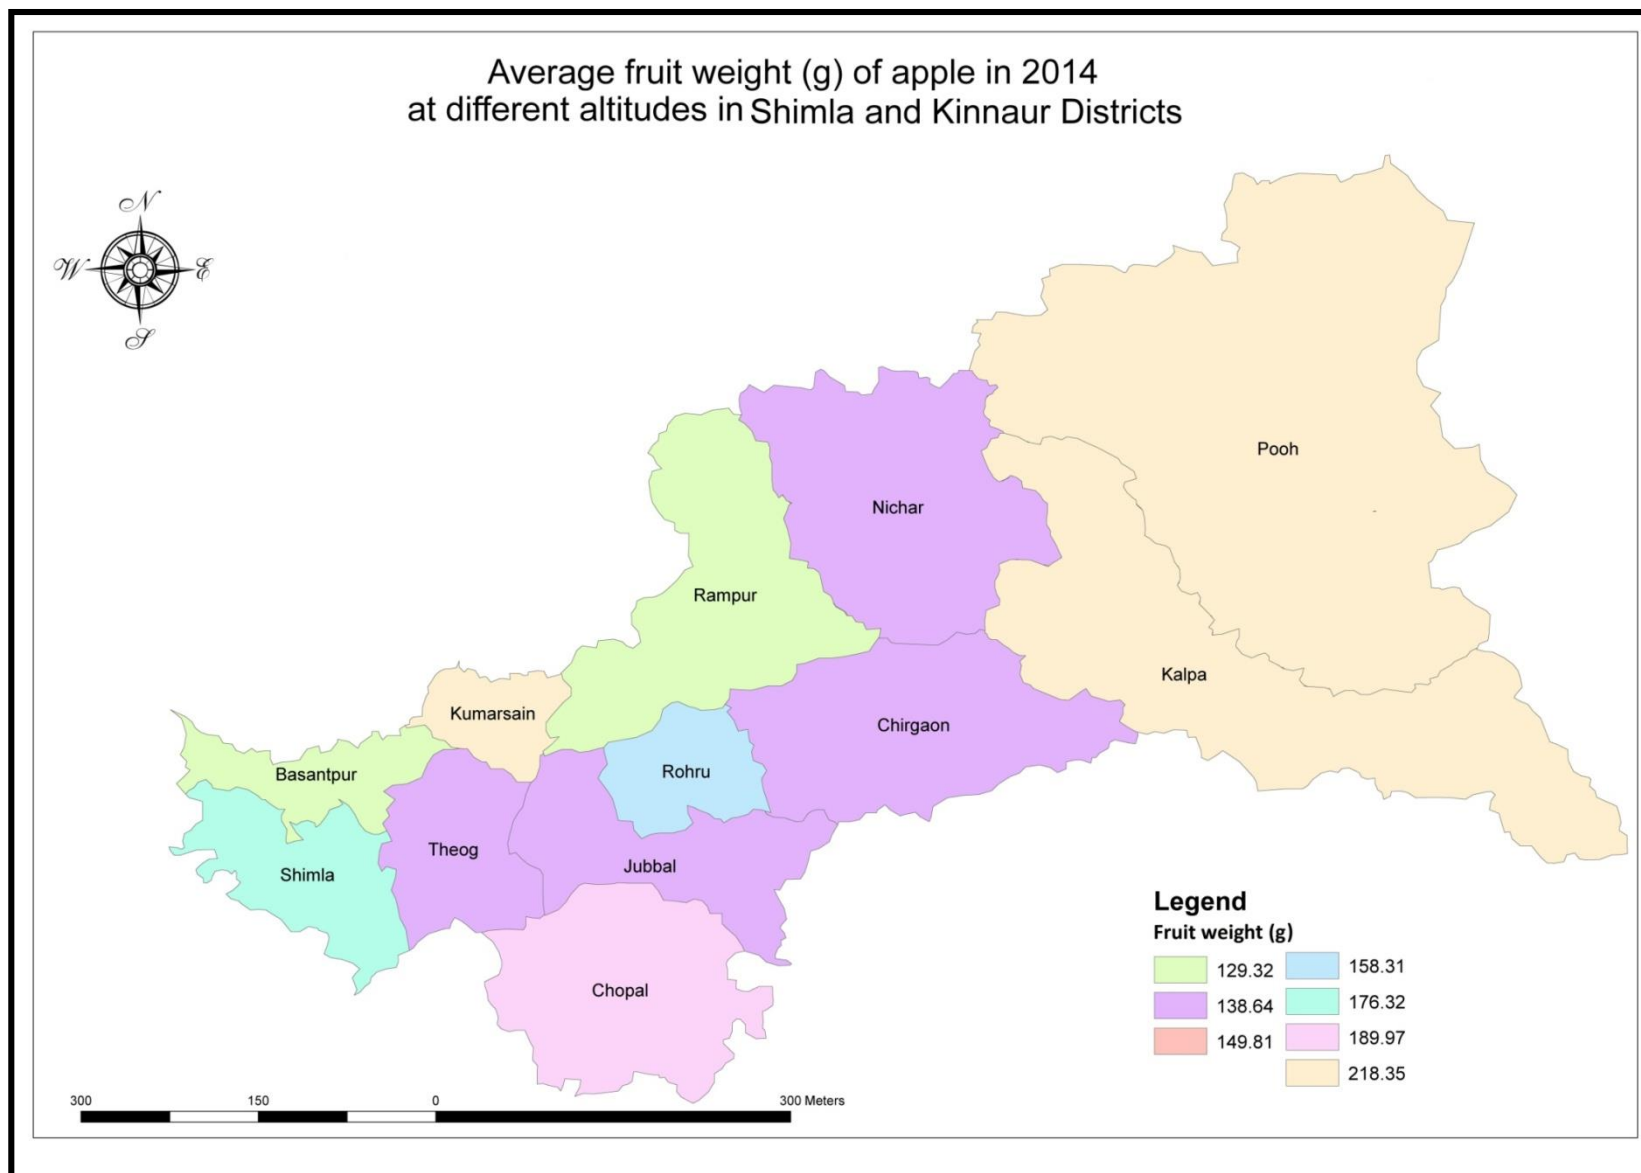 Average fruit weight (g) of apple in 2014
at different altitudes in Shimla and Kinnaur Districts
N
W
E
S
Pooh
Nichar
Rampur
Kalpa
Kumarsain
Chirgaon
Rohru
Basantpur
Theog
Jubbal
Shimla
Chopal
Legend
Fruit weight (g)
129.32
138.64
149.81
158.31
176.32
189.97
218.35
300 150 0 300 Meters